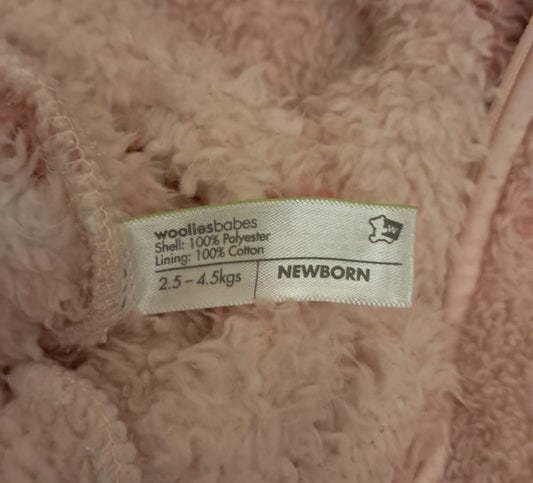 wooliesbabes
Shell: 100% Polyester
Lining: 100% Cotton
2.5 – 4.5kgs
NEWBORN
w